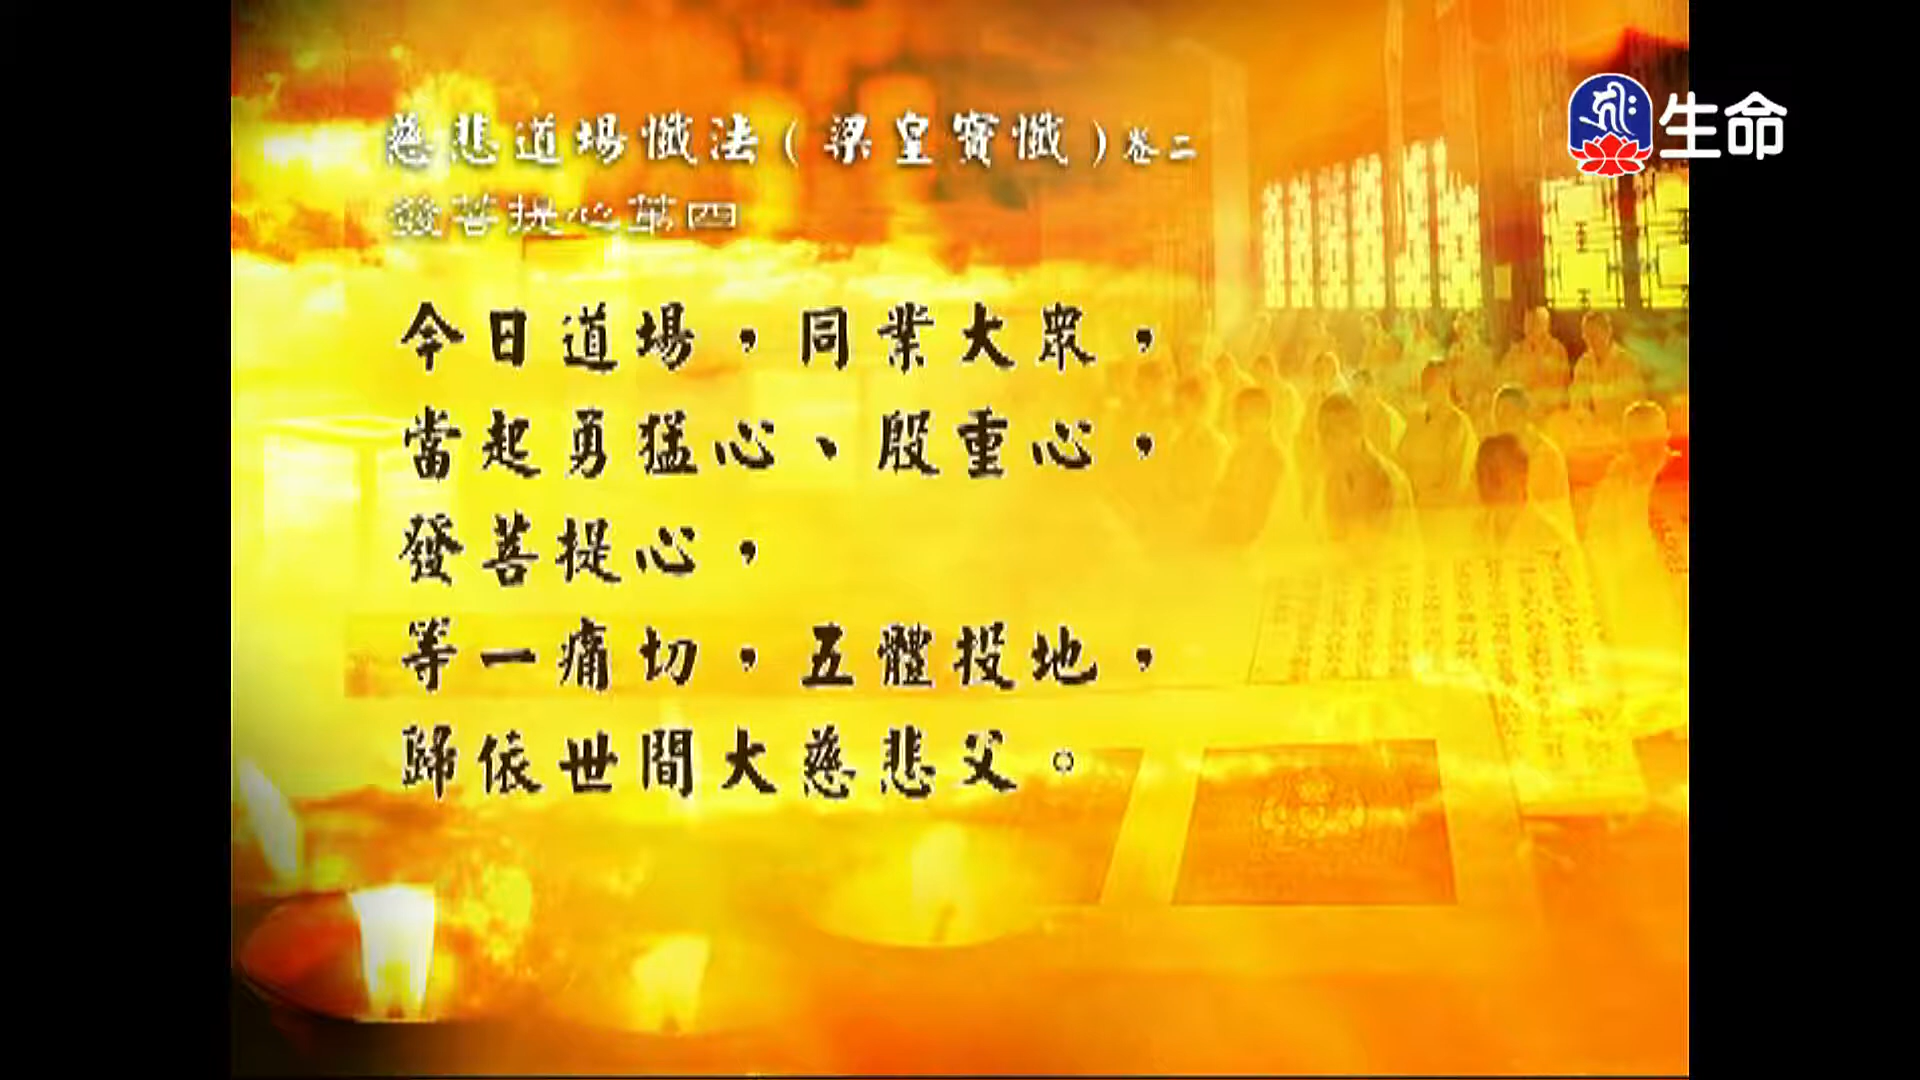 慈悲道場懺法(梁皇寶懺)卷二
發菩提心第四
生命
今日道場，同業大眾，
當起勇猛心、殷重心，
發菩提心，
等一痛切，五體投地，
歸依世間大慈悲父。